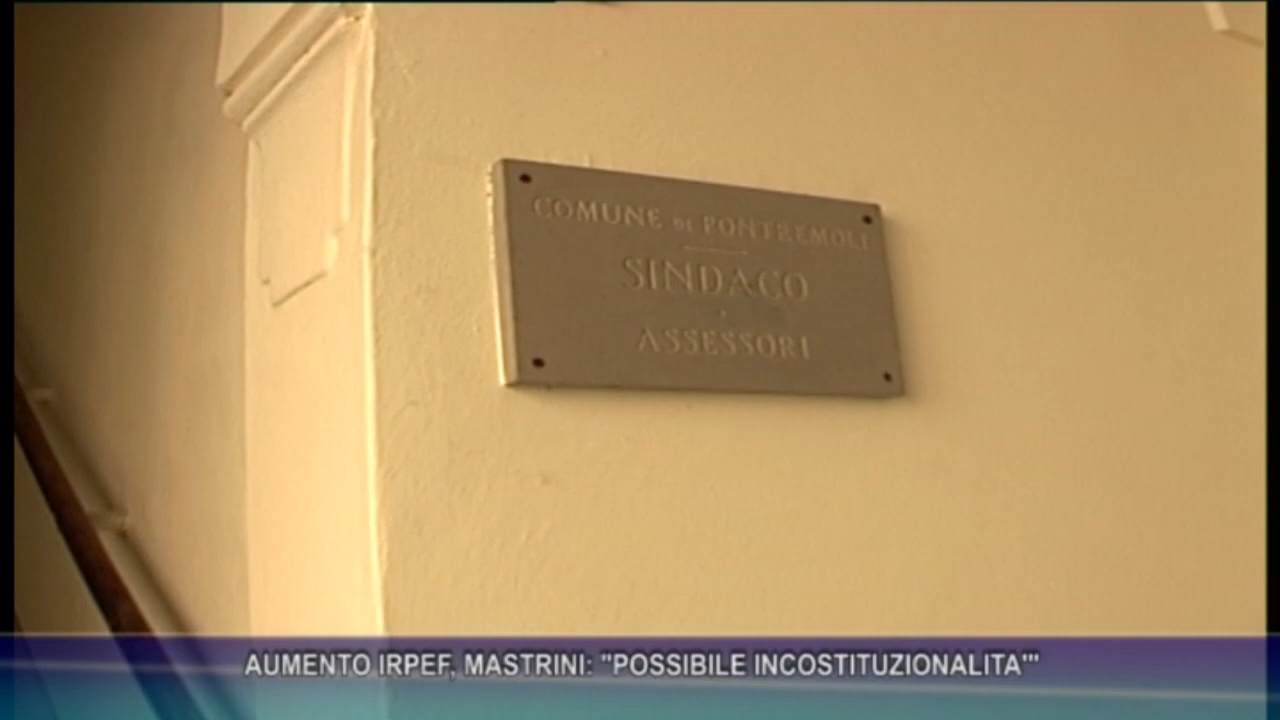 COMUNE DI PONTREMOLI
SINDACO
ASSESSORI
AUMENTO IRPEF, MASTRINI: "POSSIBILE INCOSTITUZIONALITA'"